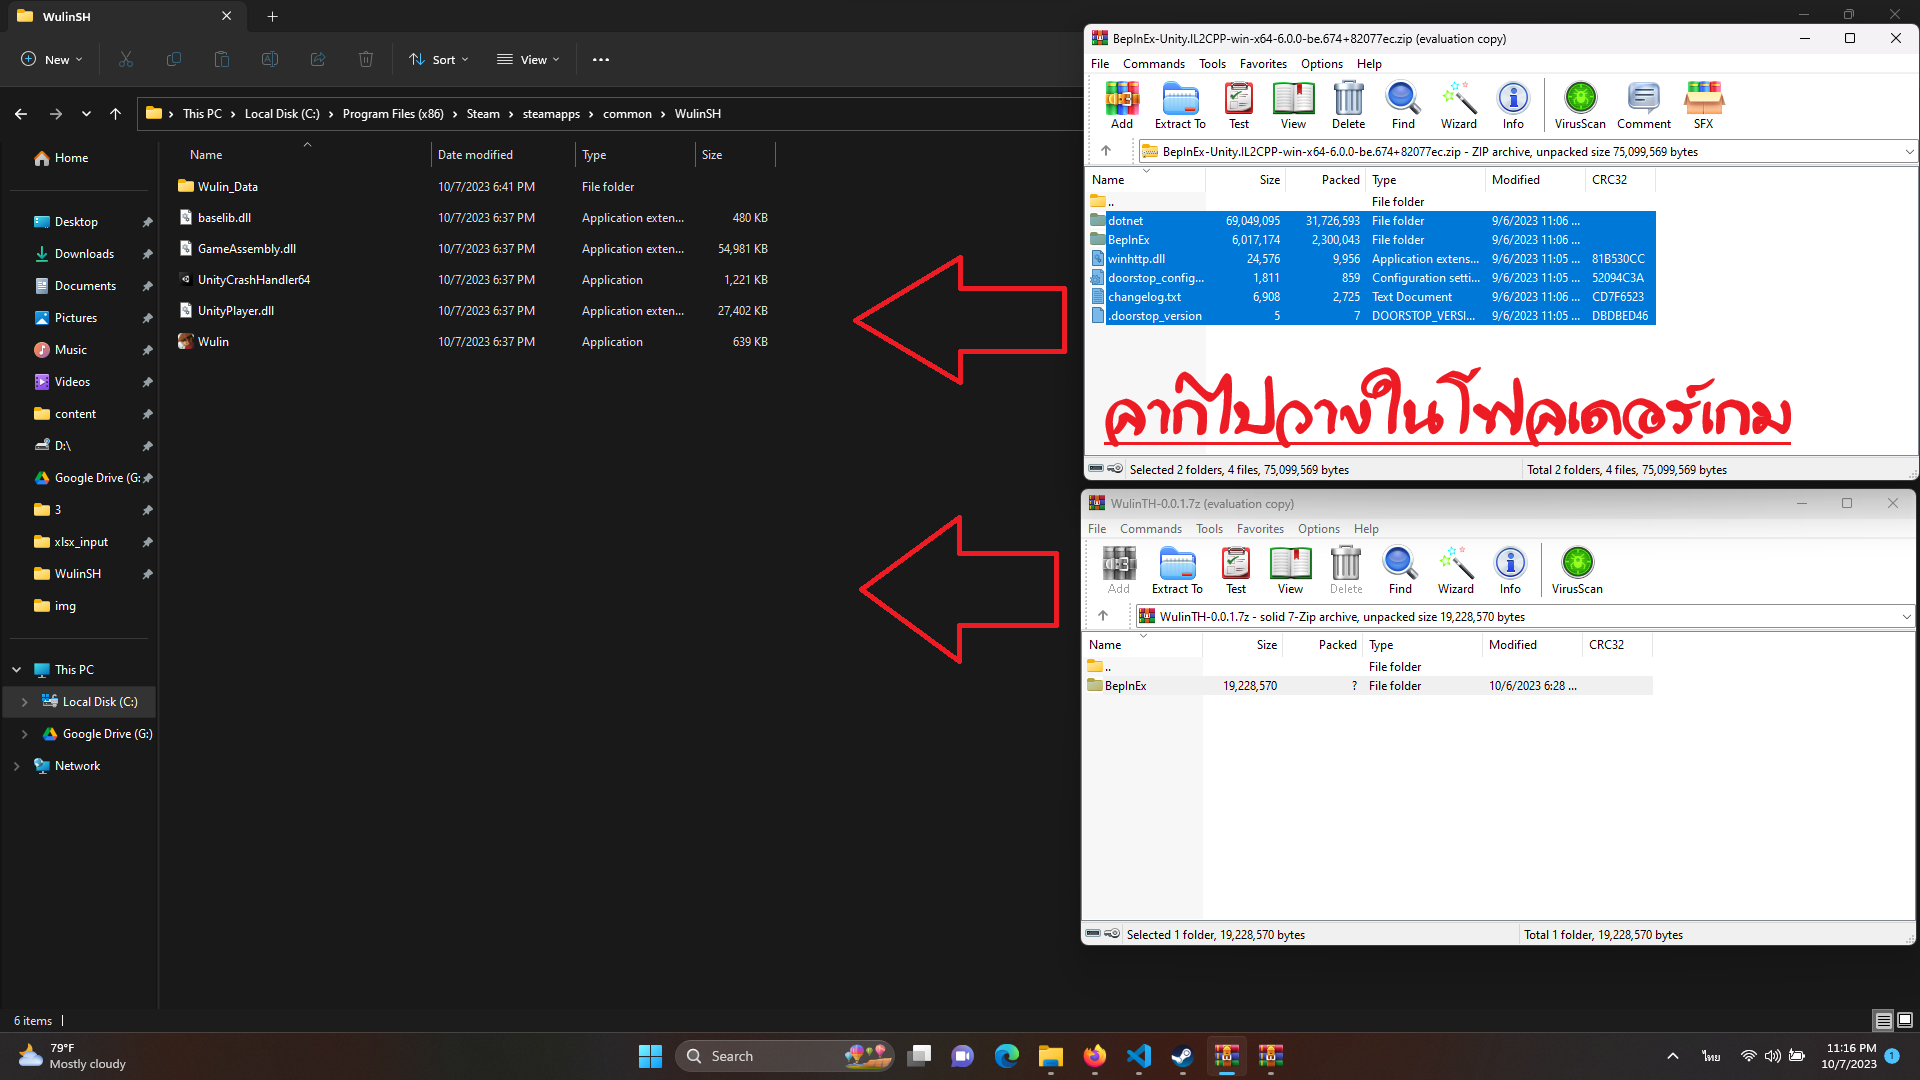 WulinSH
New
Sort
View
This PC > Local Disk (C:) > Program Files (x86) > Steam > steamapps > common > WulinSH
Name Date modified Type Size
Wulin_Data 10/7/2023 6:41 PM File folder
baselib.dll 10/7/2023 6:37 PM Application exten... 480 KB
GameAssembly.dll 10/7/2023 6:37 PM Application exten... 54,981 KB
UnityCrashHandler64 10/7/2023 6:37 PM Application 1,221 KB
UnityPlayer.dll 10/7/2023 6:37 PM Application exten... 27,402 KB
Wulin 10/7/2023 6:37 PM Application 639 KB
Home
Desktop
Downloads
Documents
Pictures
Music
Videos
content
D:\
Google Drive (G:
3
xlsx_input
WulinSH
img
This PC
Local Disk (C:)
Google Drive (G:)
Network
6 items
BepInEx-Unity.IL2CPP-win-x64-6.0.0-be.674+82077ec.zip (evaluation copy)
File Commands Tools Favorites Options Help
Add Extract To Test View Delete Find Wizard Info VirusScan Comment SFX
BepInEx-Unity.IL2CPP-win-x64-6.0.0-be.674+82077ec.zip - ZIP archive, unpacked size 75,099,569 bytes
Name Size Packed Type Modified CRC32
.. File folder
dotnet 69,049,095 31,726,593 File folder 9/6/2023 11:06 ...
BepInEx 6,017,174 2,300,043 File folder 9/6/2023 11:06 ...
winhttp.dll 24,576 9,956 Application extens... 9/6/2023 11:05 ... 81B530CC
doorstop_config... 1,811 859 Configuration setti... 9/6/2023 11:05 ... 52094C3A
changelog.txt 6,908 2,725 Text Document 9/6/2023 11:06 ... CD7F6523
.doorstop_version 5 7 DOORSTOP_VERSI... 9/6/2023 11:05 ... DBDBED46
ลากไปวางในโฟลเดอร์เกม
Selected 2 folders, 4 files, 75,099,569 bytes
Total 2 folders, 4 files, 75,099,569 bytes
WulinTH-0.0.1.7z (evaluation copy)
File Commands Tools Favorites Options Help
Add Extract To Test View Delete Find Wizard Info VirusScan
WulinTH-0.0.1.7z - solid 7-Zip archive, unpacked size 19,228,570 bytes
Name Size Packed Type Modified CRC32
.. File folder
BepInEx 19,228,570 ? File folder 10/6/2023 6:28 ...
Selected 1 folder, 19,228,570 bytes
Total 1 folder, 19,228,570 bytes
79°F
Mostly cloudy
Search
ไทย
11:16 PM
10/7/2023
1